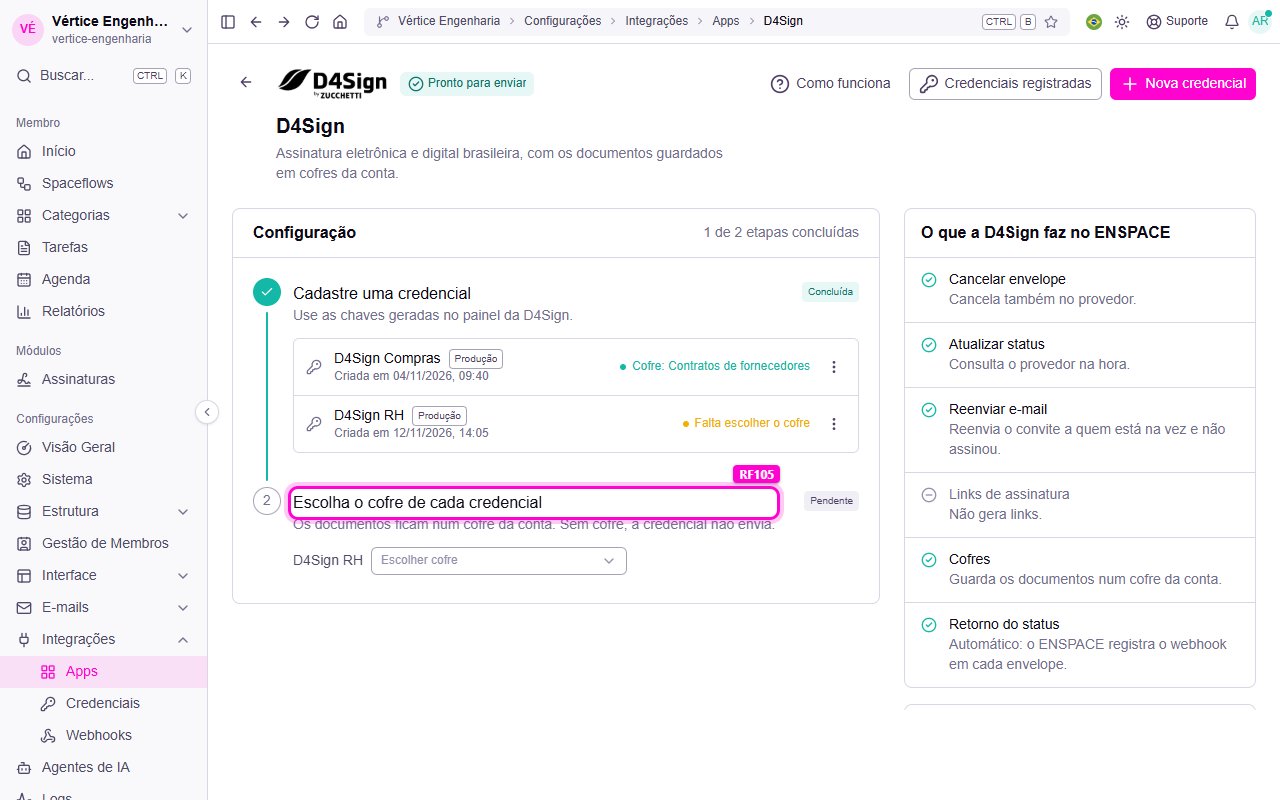 VÉ
Vértice Engenh...
vertice-engenharia
Buscar... CTRL K
Membro
Início
Spaceflows
Categorias
Tarefas
Agenda
Relatórios
Módulos
Assinaturas
Configurações
Visão Geral
Sistema
Estrutura
Gestão de Membros
Interface
E-mails
Integrações
Apps
Credenciais
Webhooks
Agentes de IA
Logs
Vértice Engenharia > Configurações > Integrações > Apps > D4Sign CTRL B
Suporte
AR
D4Sign
by ZUCCHETTI
Pronto para enviar
Como funciona
Credenciais registradas
Nova credencial
D4Sign
Assinatura eletrônica e digital brasileira, com os documentos guardados
em cofres da conta.
Configuração 1 de 2 etapas concluídas
Cadastre uma credencial Concluída
Use as chaves geradas no painel da D4Sign.
D4Sign Compras Produção
Criada em 04/11/2026, 09:40
Cofre: Contratos de fornecedores
D4Sign RH Produção
Criada em 12/11/2026, 14:05
Falta escolher o cofre
RF105
2 Escolha o cofre de cada credencial Pendente
Os documentos ficam num cofre da conta. Sem cofre, a credencial não envia.
D4Sign RH Escolher cofre
O que a D4Sign faz no ENSPACE
Cancelar envelope
Cancela também no provedor.
Atualizar status
Consulta o provedor na hora.
Reenviar e-mail
Reenvia o convite a quem está na vez e não
assinou.
Links de assinatura
Não gera links.
Cofres
Guarda os documentos num cofre da conta.
Retorno do status
Automático: o ENSPACE registra o webhook
em cada envelope.